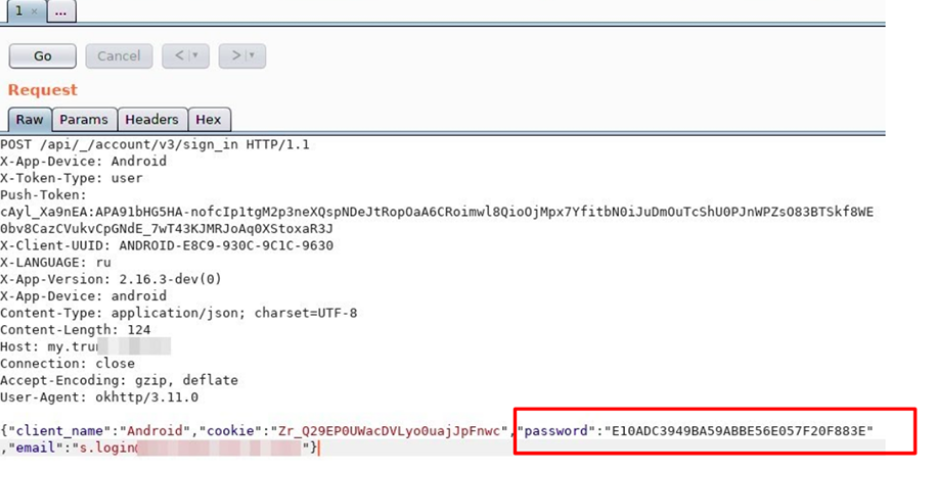 1 × ...
Go Cancel < >
Request
Raw Params Headers Hex
POST /api/_/account/v3/sign_in HTTP/1.1
X-App-Device: Android
X-Token-Type: user
Push-Token:
cAyl_Xa9nEA:APA91bHG5HA-nofcIp1tgM2p3neXQspNDeJtRopOaA6CRoimwl8QioOjMpx7YfitbN0iJuDmOuTcShU0PJnWPZsO83BTSkf8WE
0bv8CazCVukvCpGNdE_7wT43KJMRJoAq0XStoxaR3J
X-Client-UUID: ANDROID-E8C9-930C-9C1C-9630
X-LANGUAGE: ru
X-App-Version: 2.16.3-dev(0)
X-App-Device: android
Content-Type: application/json; charset=UTF-8
Content-Length: 124
Host: my.tru
Connection: close
Accept-Encoding: gzip, deflate
User-Agent: okhttp/3.11.0
{"client_name":"Android","cookie":"Zr_Q29EP0UWacDVLyo0uajJpFnwc","password":"E10ADC3949BA59ABBE56E057F20F883E"
,"email":"s.login "}